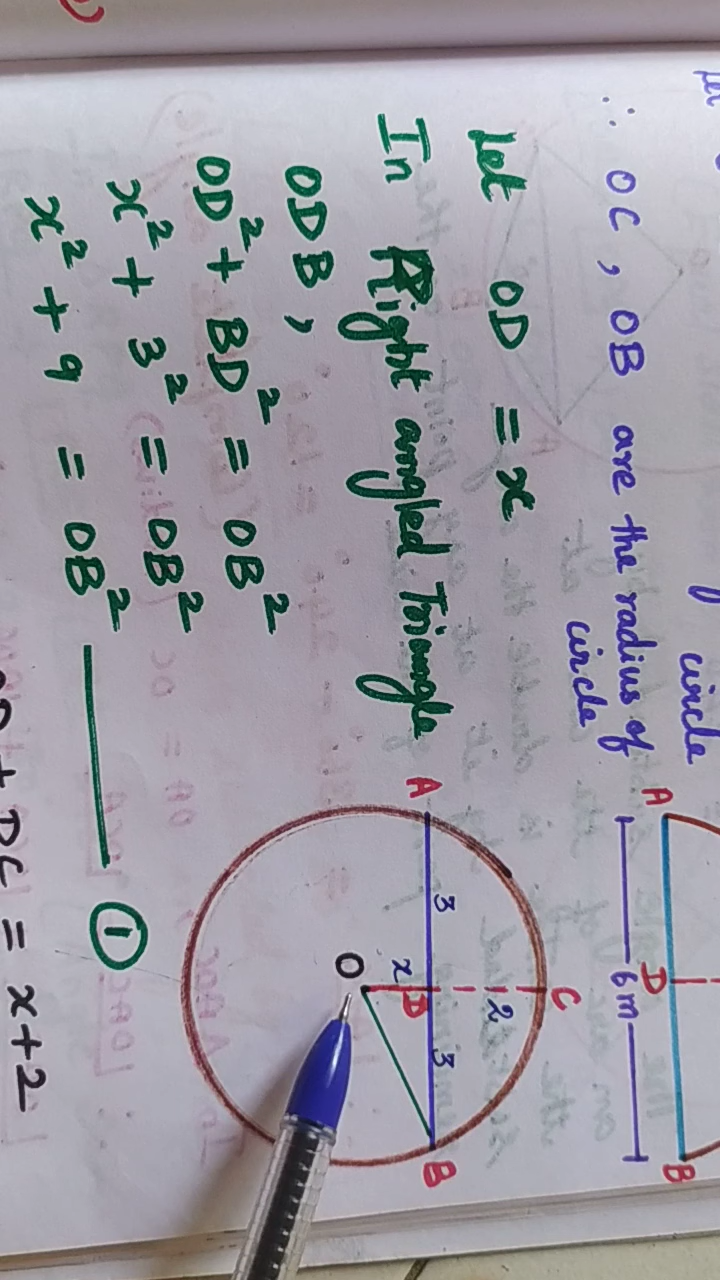 circle
∴ OC, OB are the radius of
circle
Let OD = x
In Right angled Triangle
ODB,
OD² + BD² = OB²
x² + 3² = OB²
x² + 9 = OB² ——— ①
+ DC = x+2
A
D
B
6m
A
3
3
B
C
2
D
x
O